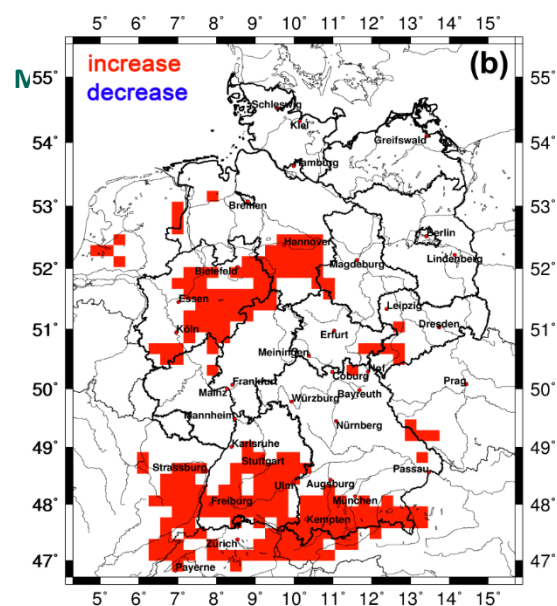 5° 6° 7° 8° 9° 10° 11° 12° 13° 14° 15°
increase
decrease
(b)
M
55°
54°
53°
52°
51°
50°
49°
48°
47°
55°
54°
53°
52°
51°
50°
49°
48°
47°
Schleswig
Kiel
Greifswald
Hamburg
Bremen
Berlin
Hannover
Magdeburg
Lindenberg
Bielefeld
Essen
Leipzig
Dresden
Köln
Erfurt
Meiningen
Hof
Coburg
Prag
Frankfurt
Mainz
Bayreuth
Würzburg
Mannheim
Nürnberg
Karlsruhe
Stuttgart
Strassburg
Passau
Augsburg
Ulm
Freiburg
München
Kempten
Zürich
Payerne
5° 6° 7° 8° 9° 10° 11° 12° 13° 14° 15°